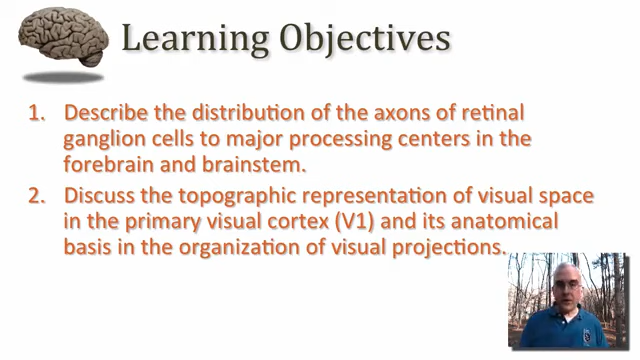 Learning Objectives
1. Describe the distribution of the axons of retinal
ganglion cells to major processing centers in the
forebrain and brainstem.
2. Discuss the topographic representation of visual space
in the primary visual cortex (V1) and its anatomical
basis in the organization of visual projections.